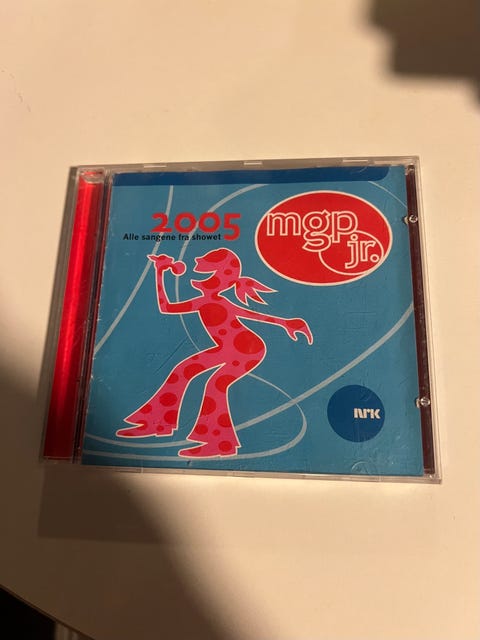 2005
Alle sangene fra showet
mgp
jr.
NRK